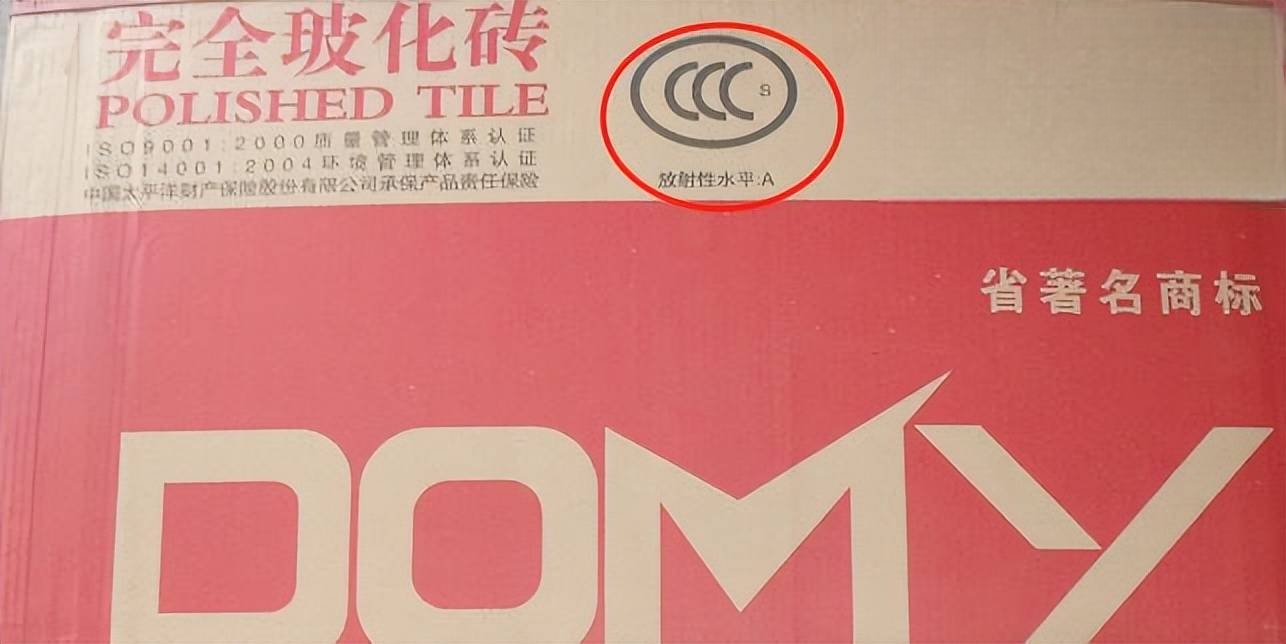 完全玻化砖
POLISHED TILE
ISO9001:2000质量管理体系认证
ISO14001:2004环境管理体系认证
中国太平洋财产保险股份有限公司承保产品责任保险
CCC S
放射性水平:A
省著名商标
DOMY